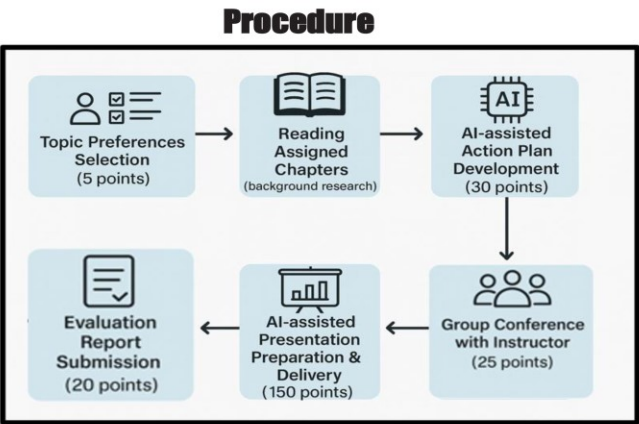 Procedure
Topic Preferences
Selection
(5 points)
Reading
Assigned
Chapters
(background research)
AI
AI-assisted
Action Plan
Development
(30 points)
Group Conference
with Instructor
(25 points)
AI-assisted
Presentation
Preparation &
Delivery
(150 points)
Evaluation
Report
Submission
(20 points)